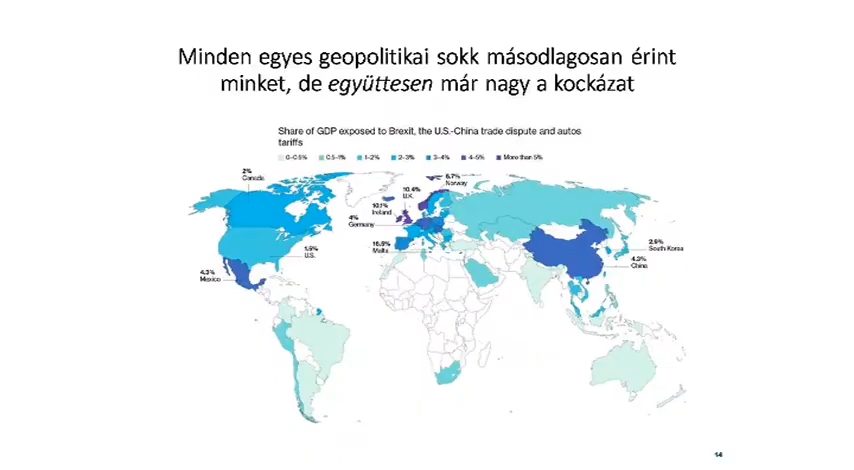 Minden egyes geopolitikai sokk másodlagosan érint
minket, de együttesen már nagy a kockázat
Share of GDP exposed to Brexit, the U.S.-China trade dispute and autos
tariffs
0-0.5% 0.5-1% 1-2% 2-3% 3-4% 4-5% More than 5%
2%
Canada
10.4%
U.K.
5.7%
Norway
10.1%
Ireland
4%
Germany
16.5%
Malta
1.5%
U.S.
4.3%
Mexico
2.9%
South Korea
4.3%
China
14